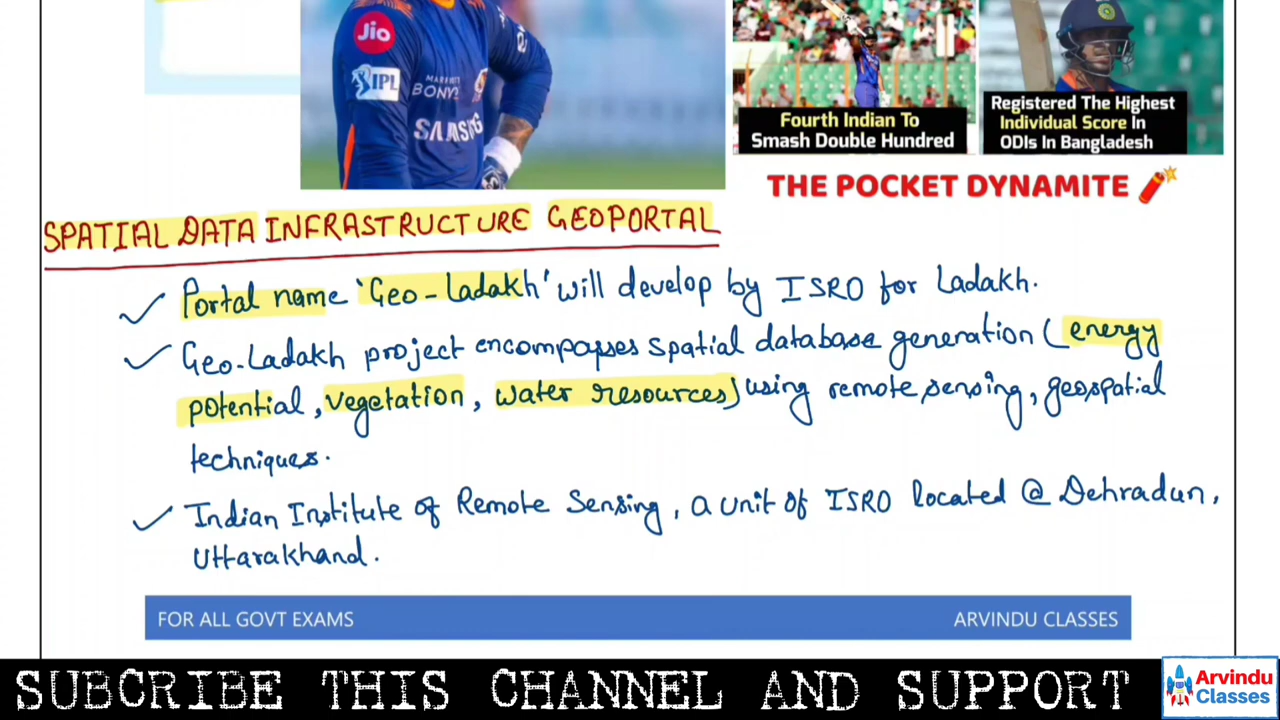 Jio
IPL
SAMSUNG
Fourth Indian To
Smash Double Hundred
Registered The Highest
Individual Score In
ODIs In Bangladesh
THE POCKET DYNAMITE
SPATIAL DATA INFRASTRUCTURE GEOPORTAL
Portal name 'Geo-Ladakh' will develop by ISRO for Ladakh.
Geo-Ladakh project encompasses spatial database generation (energy
potential, vegetation, water resources) using remote sensing, geospatial
techniques.
Indian Institute of Remote Sensing, a unit of ISRO located @ Dehradun,
Uttarakhand.
FOR ALL GOVT EXAMS ARVINDU CLASSES
SUBCRIBE THIS CHANNEL AND SUPPORT
Arvindu
Classes